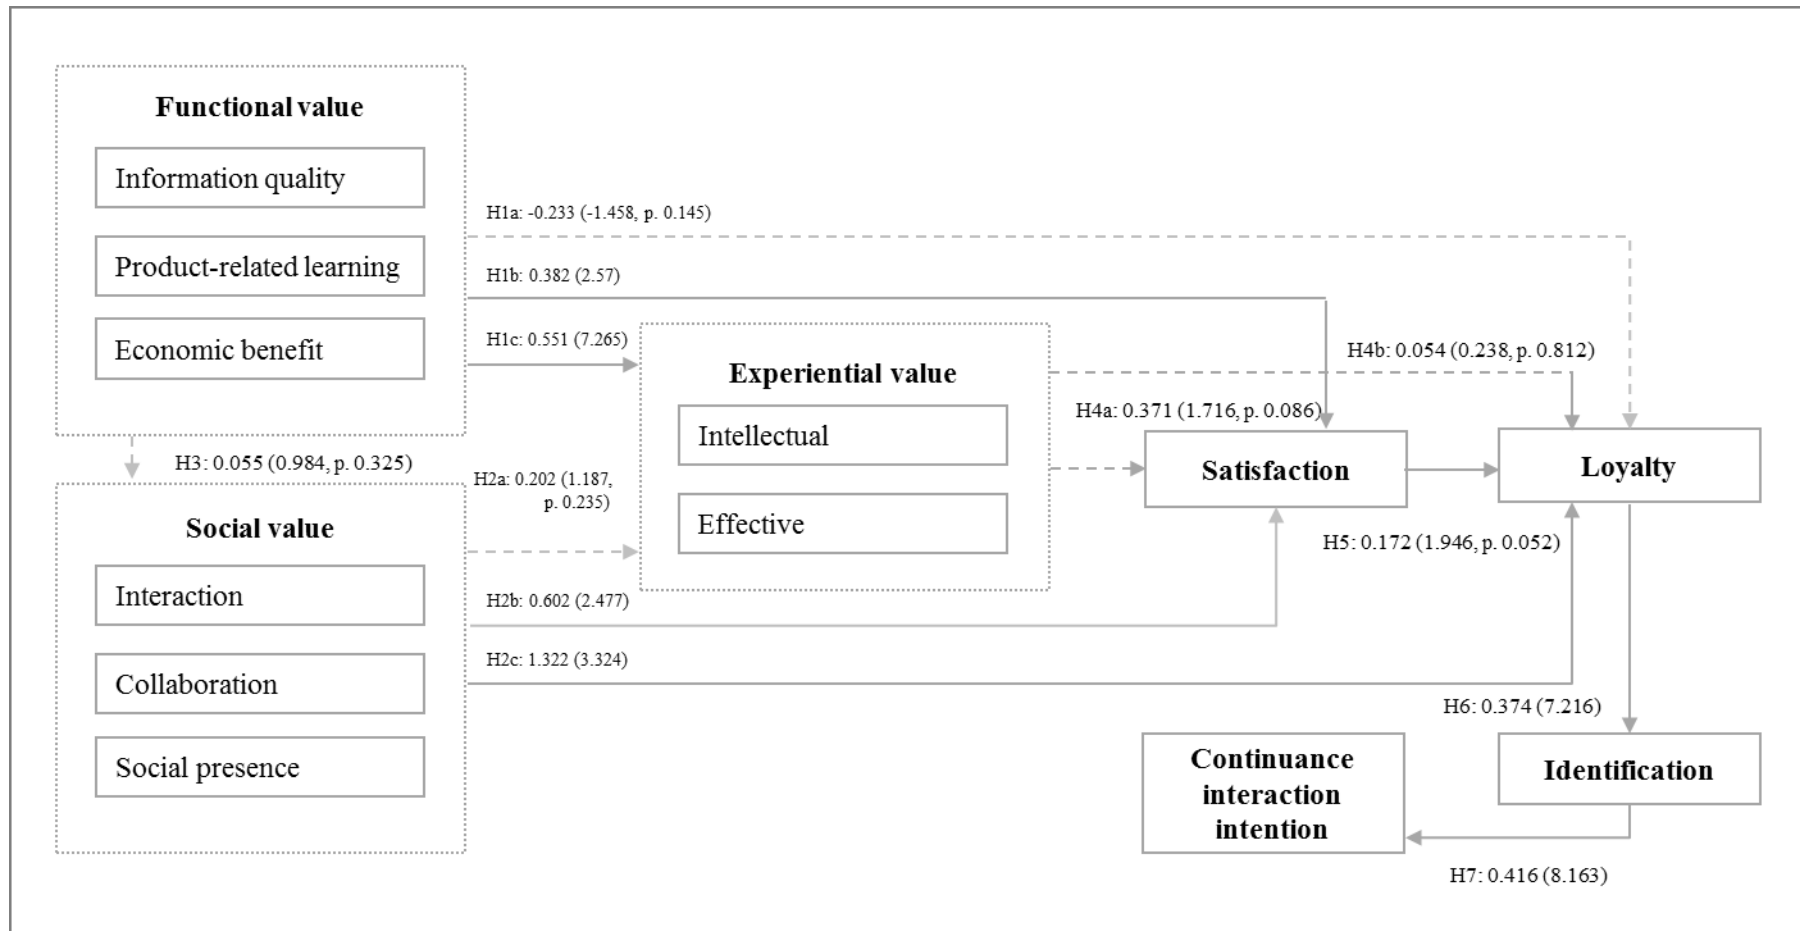 Functional value
Information quality
Product-related learning
Economic benefit
H1a: -0.233 (-1.458, p. 0.145)
H1b: 0.382 (2.57)
H1c: 0.551 (7.265)
Experiential value
Intellectual
Effective
H4b: 0.054 (0.238, p. 0.812)
H4a: 0.371 (1.716, p. 0.086)
Satisfaction
Loyalty
H3: 0.055 (0.984, p. 0.325)
H2a: 0.202 (1.187,
p. 0.235)
Social value
Interaction
Collaboration
Social presence
H5: 0.172 (1.946, p. 0.052)
H2b: 0.602 (2.477)
H2c: 1.322 (3.324)
H6: 0.374 (7.216)
Continuance
interaction
intention
Identification
H7: 0.416 (8.163)